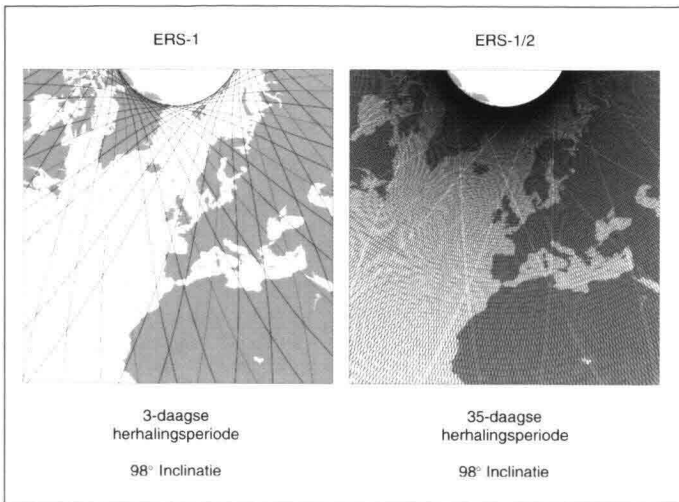 ERS-1
ERS-1/2
3-daagse
herhalingsperiode
98° Inclinatie
35-daagse
herhalingsperiode
98° Inclinatie